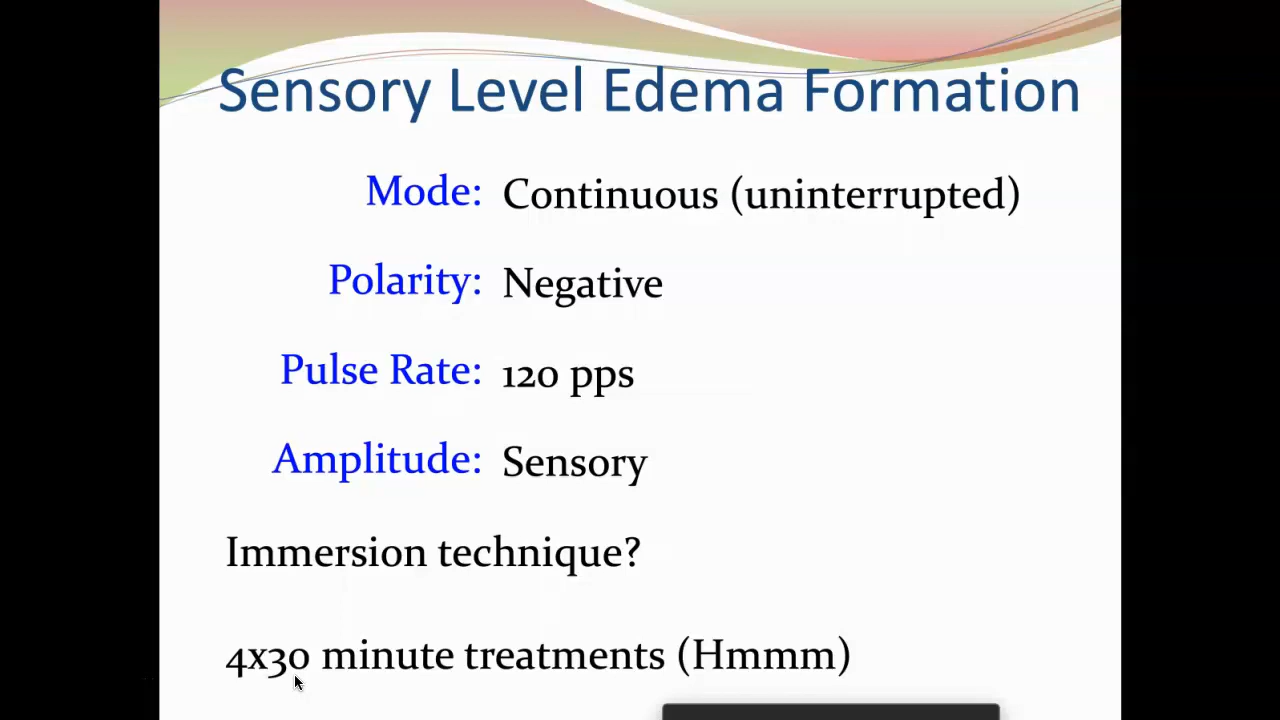 Sensory Level Edema Formation
Mode: Continuous (uninterrupted)
Polarity: Negative
Pulse Rate: 120 pps
Amplitude: Sensory
Immersion technique?
4x30 minute treatments (Hmmm)